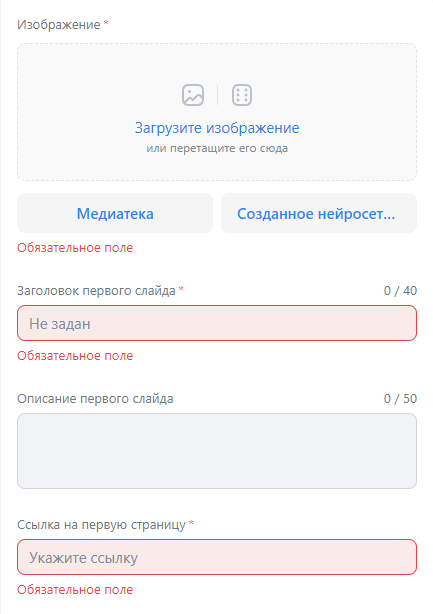 Изображение *
Загрузите изображение
или перетащите его сюда
Медиатека
Созданное нейросет...
Обязательное поле
Заголовок первого слайда *
0 / 40
Не задан
Обязательное поле
Описание первого слайда
0 / 50
Ссылка на первую страницу *
Укажите ссылку
Обязательное поле